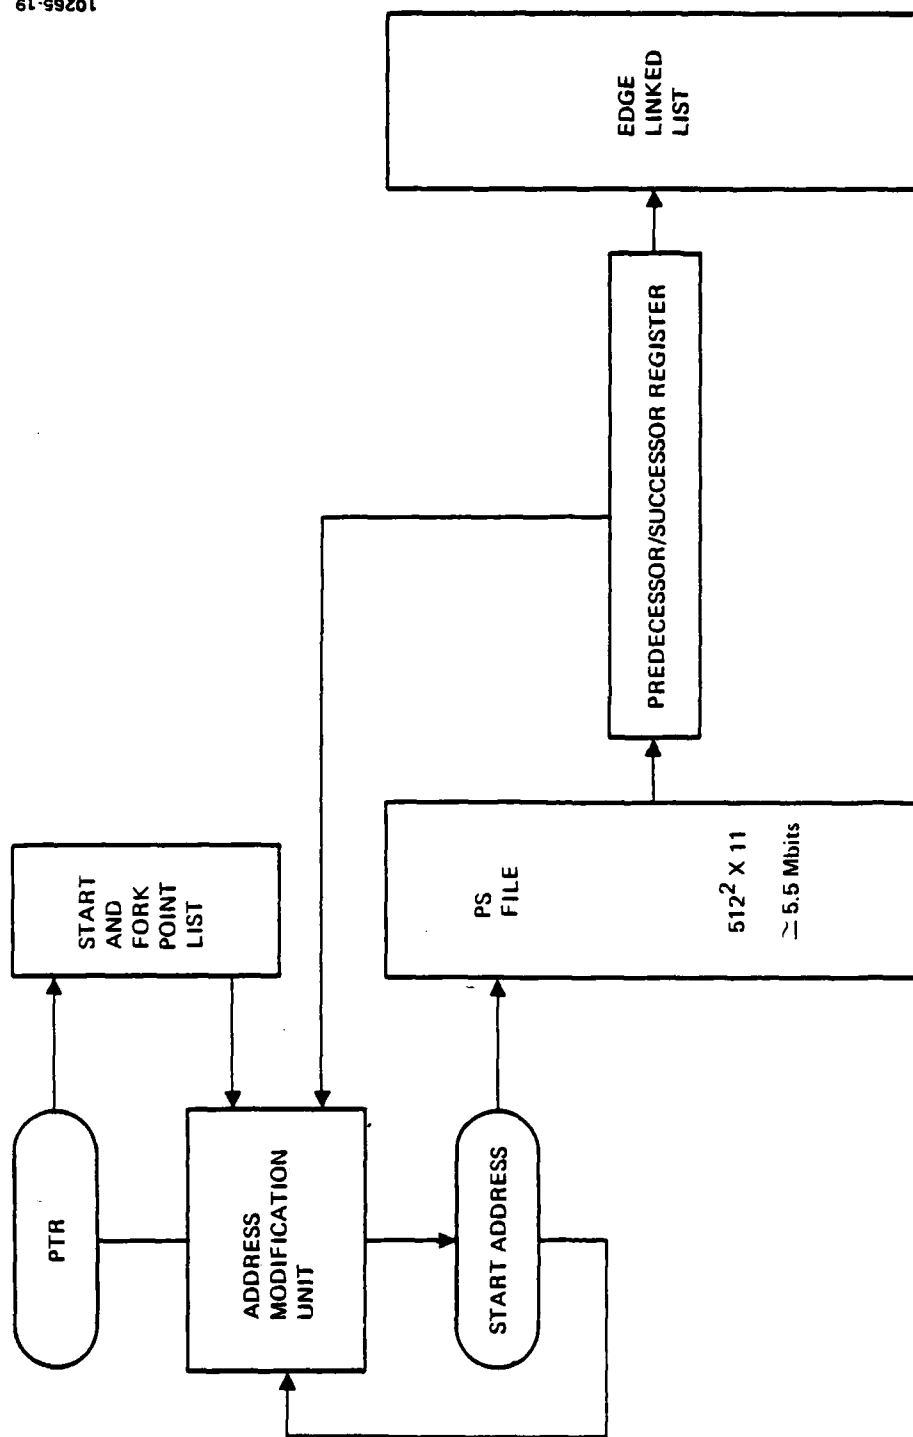 10265-19
PTR
START
AND
FORK
POINT
LIST
ADDRESS
MODIFICATION
UNIT
START ADDRESS
PS
FILE
512² X 11
≃ 5.5 Mbits
PREDECESSOR/SUCCESSOR REGISTER
EDGE
LINKED
LIST